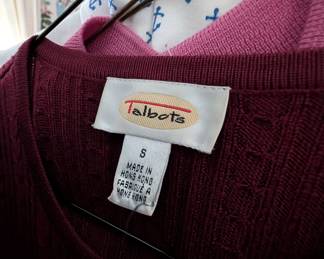 Talbots
S
MADE IN
HONG KONG
FABRIQUÉ À
HONG KONG